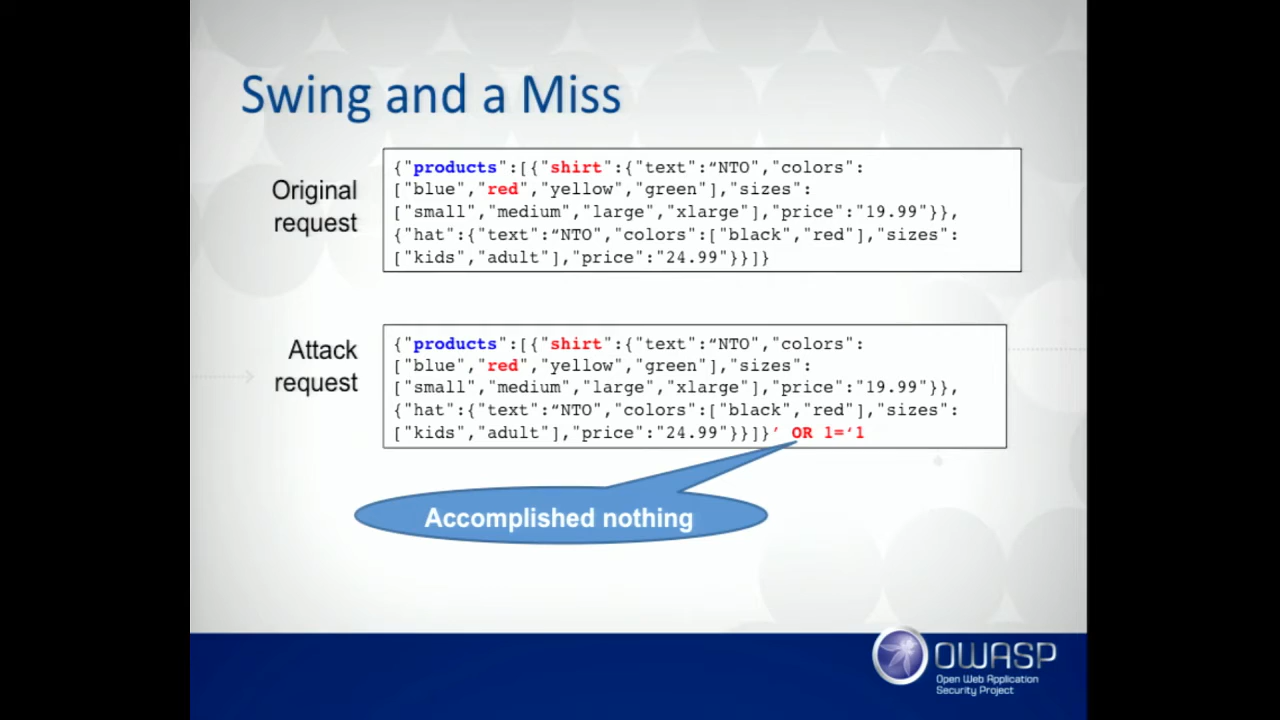 Swing and a Miss
Original
request
{"products":[{"shirt":{"text":“NTO","colors":
["blue","red","yellow","green"],"sizes":
["small","medium","large","xlarge"],"price":"19.99"}},
{"hat":{"text":“NTO","colors":["black","red"],"sizes":
["kids","adult"],"price":"24.99"}}]}
Attack
request
{"products":[{"shirt":{"text":“NTO","colors":
["blue","red","yellow","green"],"sizes":
["small","medium","large","xlarge"],"price":"19.99"}},
{"hat":{"text":“NTO","colors":["black","red"],"sizes":
["kids","adult"],"price":"24.99"}}]}’ OR 1=‘1
Accomplished nothing
OWASP
Open Web Application
Security Project